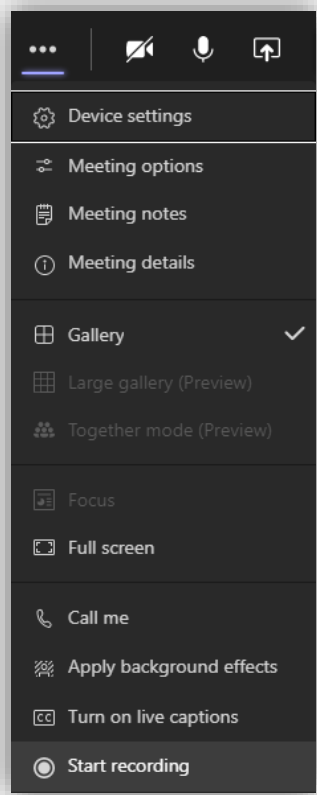 Device settings
Meeting options
Meeting notes
Meeting details
Gallery
Large gallery (Preview)
Together mode (Preview)
Focus
Full screen
Call me
Apply background effects
CC Turn on live captions
Start recording